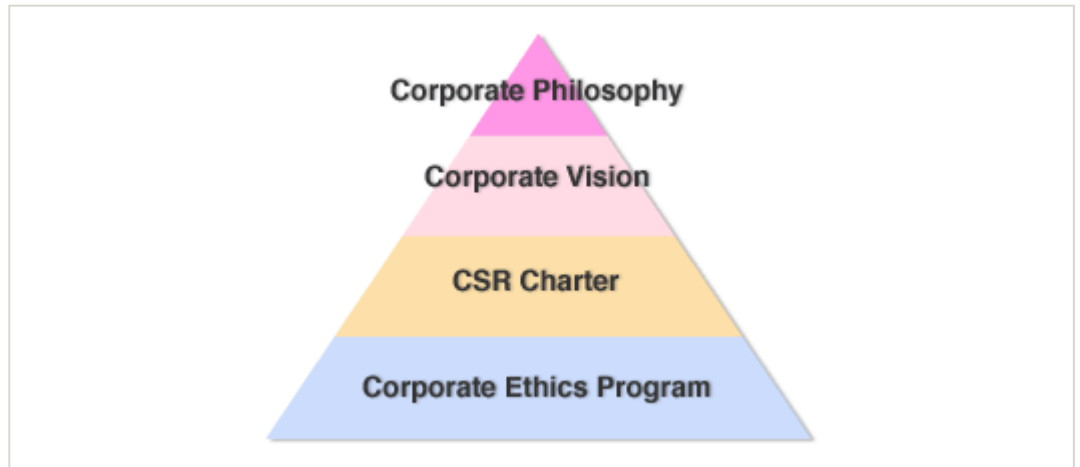 Corporate Philosophy
Corporate Vision
CSR Charter
Corporate Ethics Program